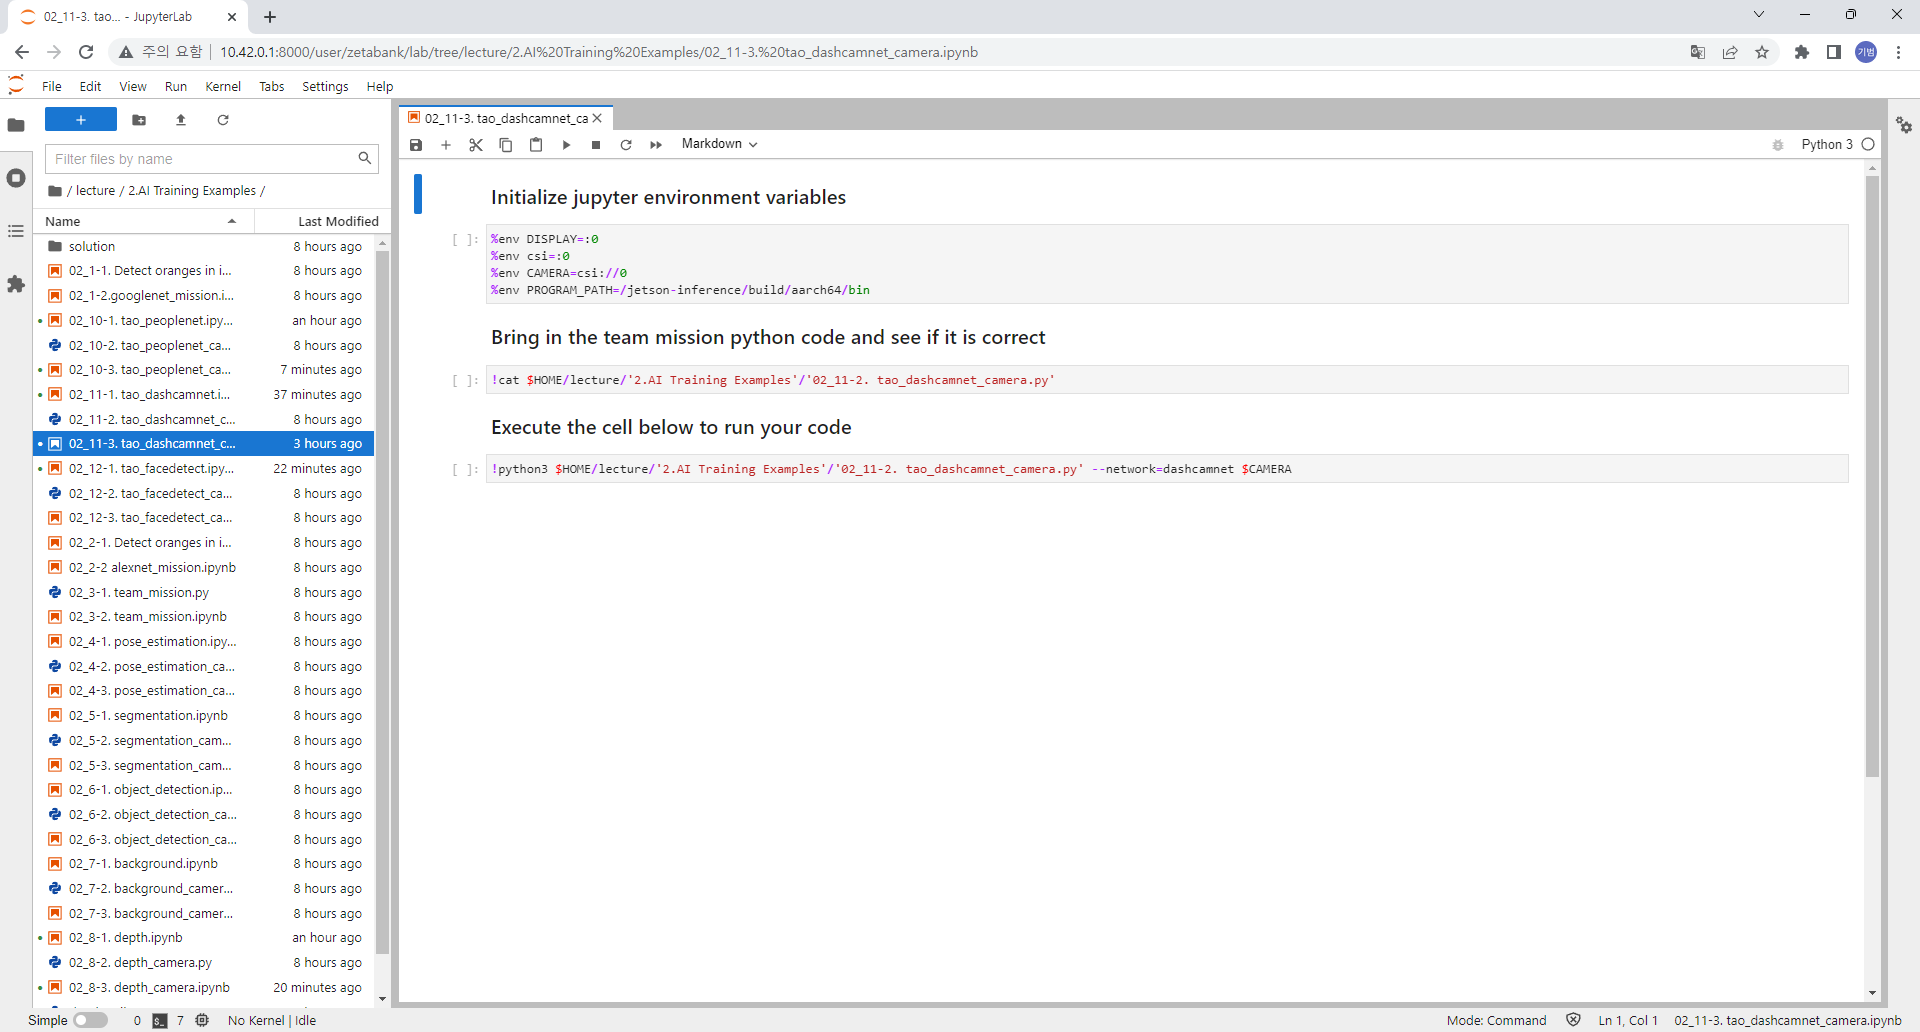 02_11-3. tao... - JupyterLab
주의 요함
10.42.0.1:8000/user/zetabank/lab/tree/lecture/2.AI%20Training%20Examples/02_11-3.%20tao_dashcamnet_camera.ipynb
기범
File Edit View Run Kernel Tabs Settings Help
Filter files by name
/ lecture / 2.AI Training Examples /
Name Last Modified
solution 8 hours ago
02_1-1. Detect oranges in i... 8 hours ago
02_1-2.googlenet_mission.i... 8 hours ago
02_10-1. tao_peoplenet.ipy... an hour ago
02_10-2. tao_peoplenet_ca... 8 hours ago
02_10-3. tao_peoplenet_ca... 7 minutes ago
02_11-1. tao_dashcamnet.i... 37 minutes ago
02_11-2. tao_dashcamnet_c... 8 hours ago
02_11-3. tao_dashcamnet_c... 3 hours ago
02_12-1. tao_facedetect.ipy... 22 minutes ago
02_12-2. tao_facedetect_ca... 8 hours ago
02_12-3. tao_facedetect_ca... 8 hours ago
02_2-1. Detect oranges in i... 8 hours ago
02_2-2 alexnet_mission.ipynb 8 hours ago
02_3-1. team_mission.py 8 hours ago
02_3-2. team_mission.ipynb 8 hours ago
02_4-1. pose_estimation.ipy... 8 hours ago
02_4-2. pose_estimation_ca... 8 hours ago
02_4-3. pose_estimation_ca... 8 hours ago
02_5-1. segmentation.ipynb 8 hours ago
02_5-2. segmentation_cam... 8 hours ago
02_5-3. segmentation_cam... 8 hours ago
02_6-1. object_detection.ip... 8 hours ago
02_6-2. object_detection_ca... 8 hours ago
02_6-3. object_detection_ca... 8 hours ago
02_7-1. background.ipynb 8 hours ago
02_7-2. background_camer... 8 hours ago
02_7-3. background_camer... 8 hours ago
02_8-1. depth.ipynb an hour ago
02_8-2. depth_camera.py 8 hours ago
02_8-3. depth_camera.ipynb 20 minutes ago
02_11-3. tao_dashcamnet_ca
Markdown
Python 3
Initialize jupyter environment variables
[ ]: %env DISPLAY=:0
%env csi=:0
%env CAMERA=csi://0
%env PROGRAM_PATH=/jetson-inference/build/aarch64/bin
Bring in the team mission python code and see if it is correct
[ ]: !cat $HOME/lecture/'2.AI Training Examples'/'02_11-2. tao_dashcamnet_camera.py'
Execute the cell below to run your code
[ ]: !python3 $HOME/lecture/'2.AI Training Examples'/'02_11-2. tao_dashcamnet_camera.py' --network=dashcamnet $CAMERA
Simple 0 7 No Kernel | Idle Mode: Command Ln 1, Col 1 02_11-3. tao_dashcamnet_camera.ipynb